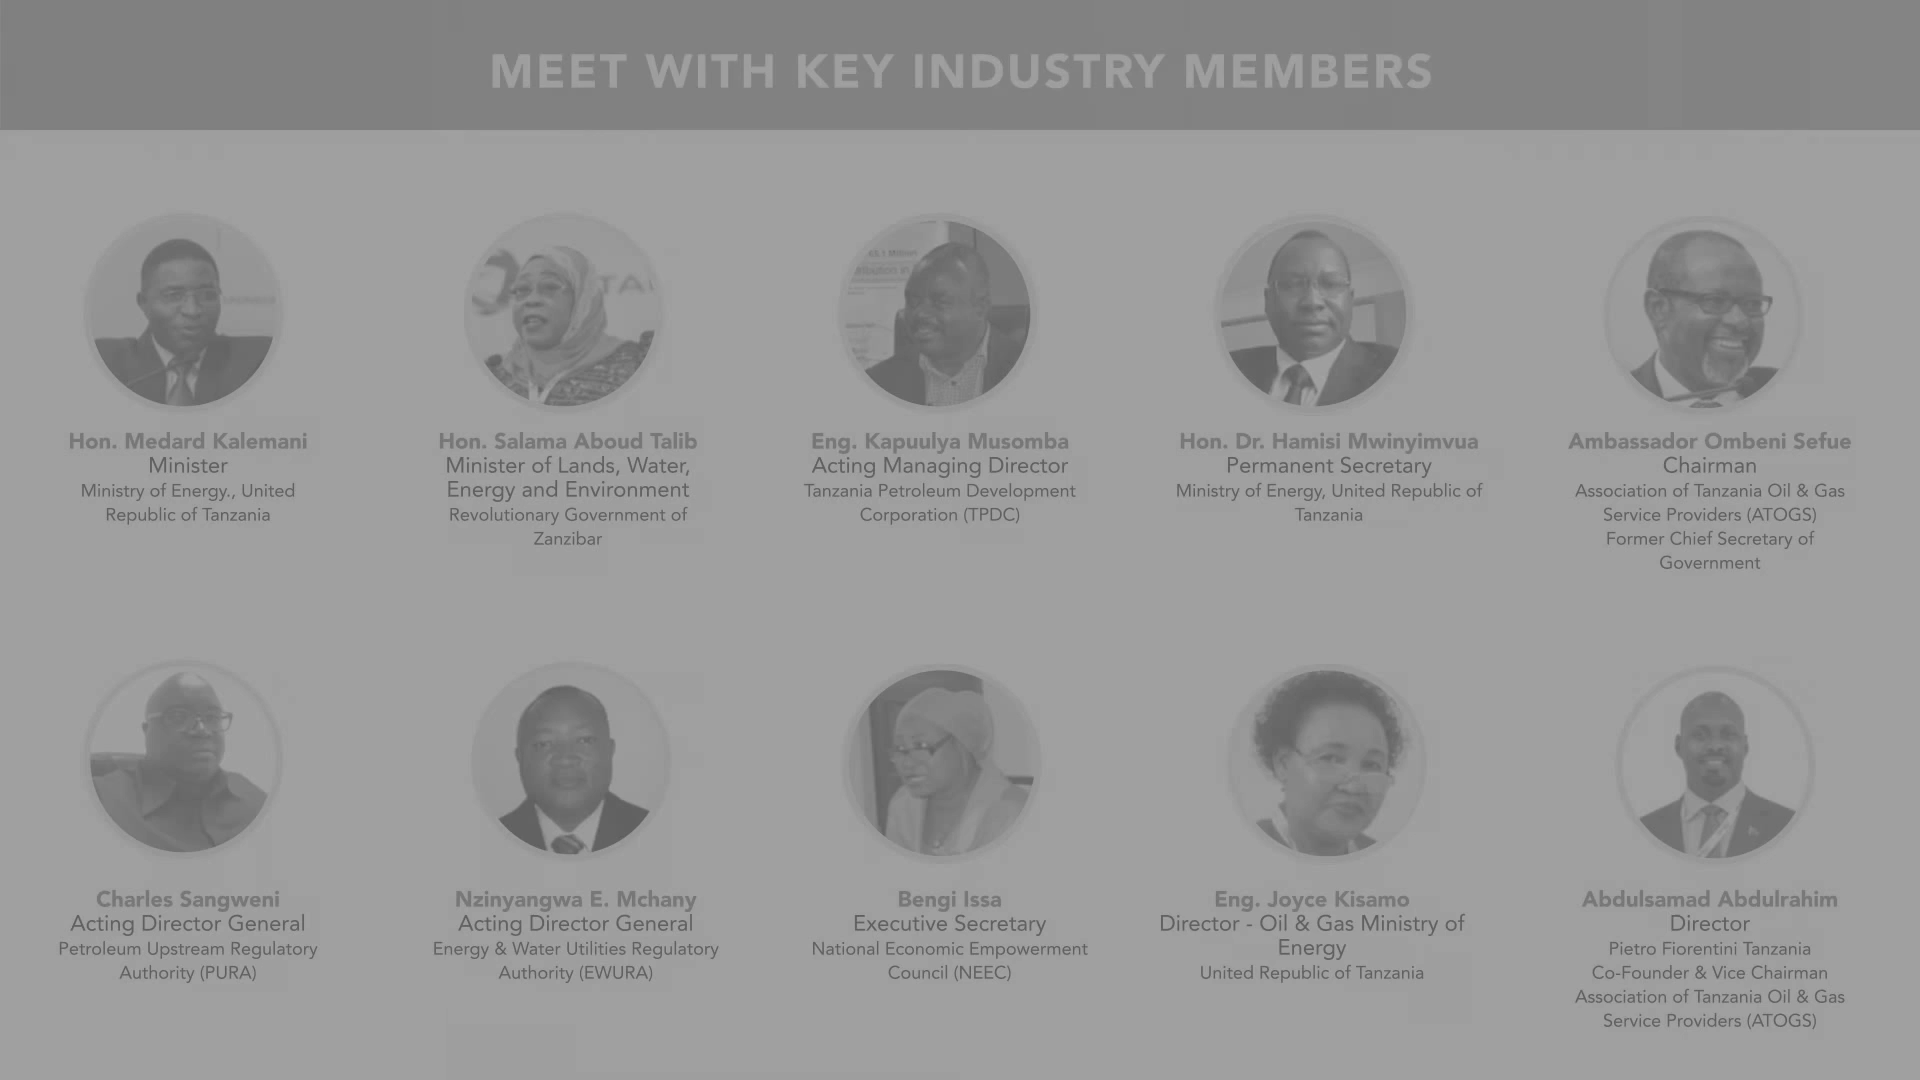 MEET WITH KEY INDUSTRY MEMBERS
Hon. Medard Kalemani
Minister
Ministry of Energy., United
Republic of Tanzania
Hon. Salama Aboud Talib
Minister of Lands, Water,
Energy and Environment
Revolutionary Government of
Zanzibar
Eng. Kapuulya Musomba
Acting Managing Director
Tanzania Petroleum Development
Corporation (TPDC)
Hon. Dr. Hamisi Mwinyimvua
Permanent Secretary
Ministry of Energy, United Republic of
Tanzania
Ambassador Ombeni Sefue
Chairman
Association of Tanzania Oil & Gas
Service Providers (ATOGS)
Former Chief Secretary of
Government
Charles Sangweni
Acting Director General
Petroleum Upstream Regulatory
Authority (PURA)
Nzinyangwa E. Mchany
Acting Director General
Energy & Water Utilities Regulatory
Authority (EWURA)
Bengi Issa
Executive Secretary
National Economic Empowerment
Council (NEEC)
Eng. Joyce Kisamo
Director - Oil & Gas Ministry of
Energy
United Republic of Tanzania
Abdulsamad Abdulrahim
Director
Pietro Fiorentini Tanzania
Co-Founder & Vice Chairman
Association of Tanzania Oil & Gas
Service Providers (ATOGS)